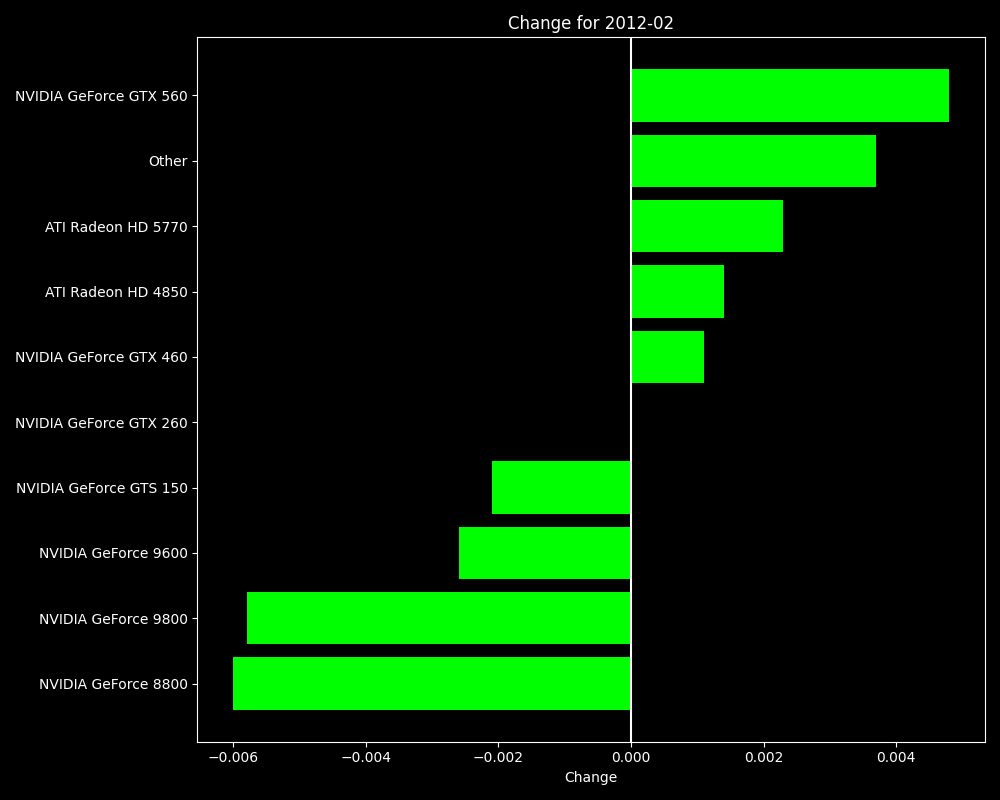 Change for 2012-02
NVIDIA GeForce GTX 560
Other
ATI Radeon HD 5770
ATI Radeon HD 4850
NVIDIA GeForce GTX 460
NVIDIA GeForce GTX 260
NVIDIA GeForce GTS 150
NVIDIA GeForce 9600
NVIDIA GeForce 9800
NVIDIA GeForce 8800
−0.006 −0.004 −0.002 0.000 0.002 0.004
Change